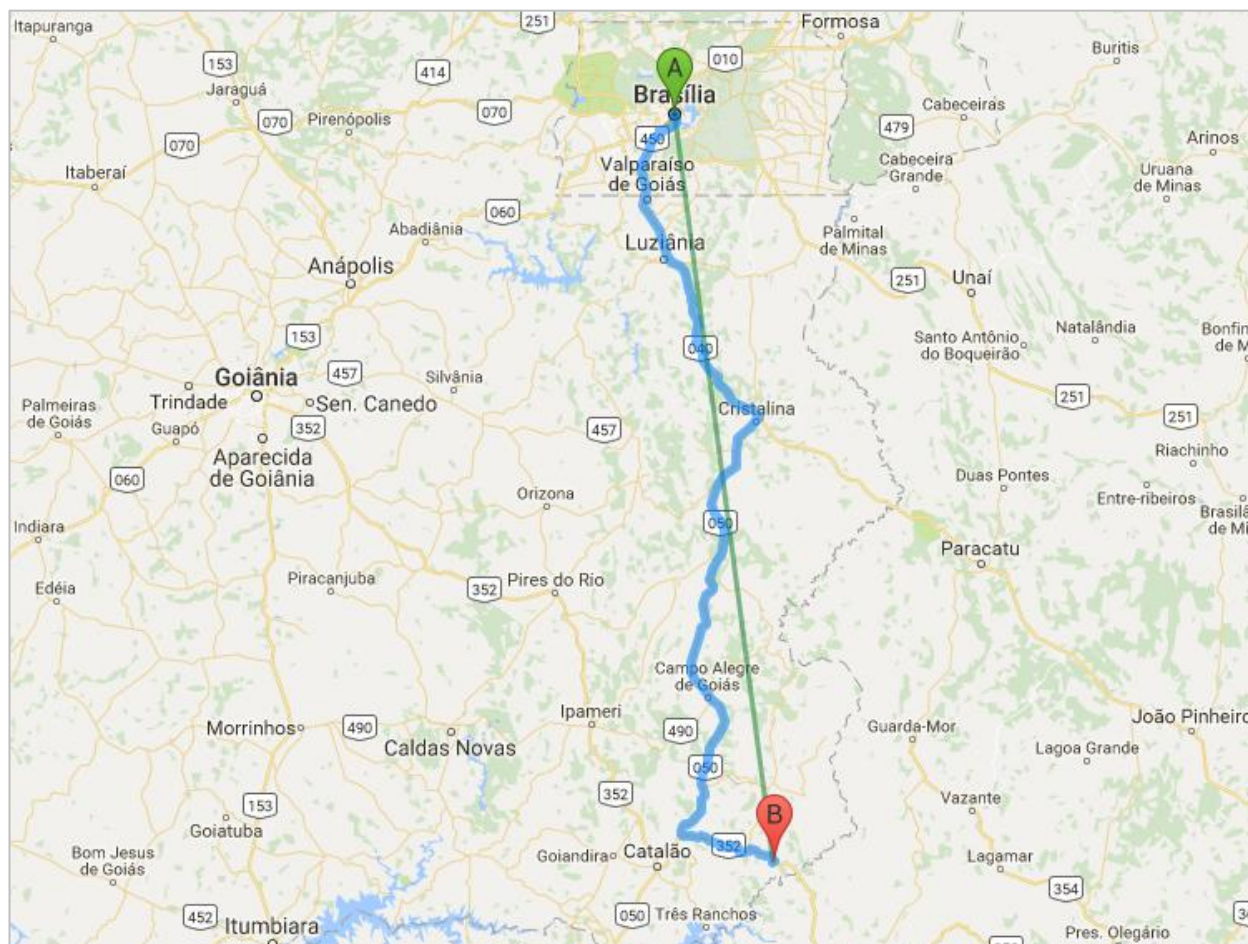 251
Formosa
Itapuranga
153
Buritis
414
010
A
Jaraguá
Brasília
070
Cabeceiras
070
Pirenópolis
479
450
070
Arinos
Valparaíso
de Goiás
Cabeceira
Grande
Uruana
de Minas
Itaberaí
060
Abadiânia
Palmital
de Minas
Luziânia
Anápolis
251
Unaí
153
Natalândia
Bonfin
de M
Santo Antônio
do Boqueirão
040
Goiânia
457
Silvânia
Trindade
Sen. Canedo
251
Palmeiras
de Goiás
Cristalina
251
Guapó
352
457
Riachinho
Aparecida
de Goiânia
060
Duas Pontes
Orizona
Entre-ribeiros
Indiara
050
Brasilâ
de Mi
Paracatu
Edéia
Piracanjuba
352
Pires do Rio
Campo Alegre
de Goiás
Ipameri
João Pinheiro
Morrinhos
490
490
Guarda-Mor
Caldas Novas
Lagoa Grande
050
352
153
Vazante
B
Goiatuba
352
Bom Jesus
de Goiás
Goiandira
Catalão
Lagamar
354
452
050
Três Ranchos
Itumbiara
Pres. Olegário